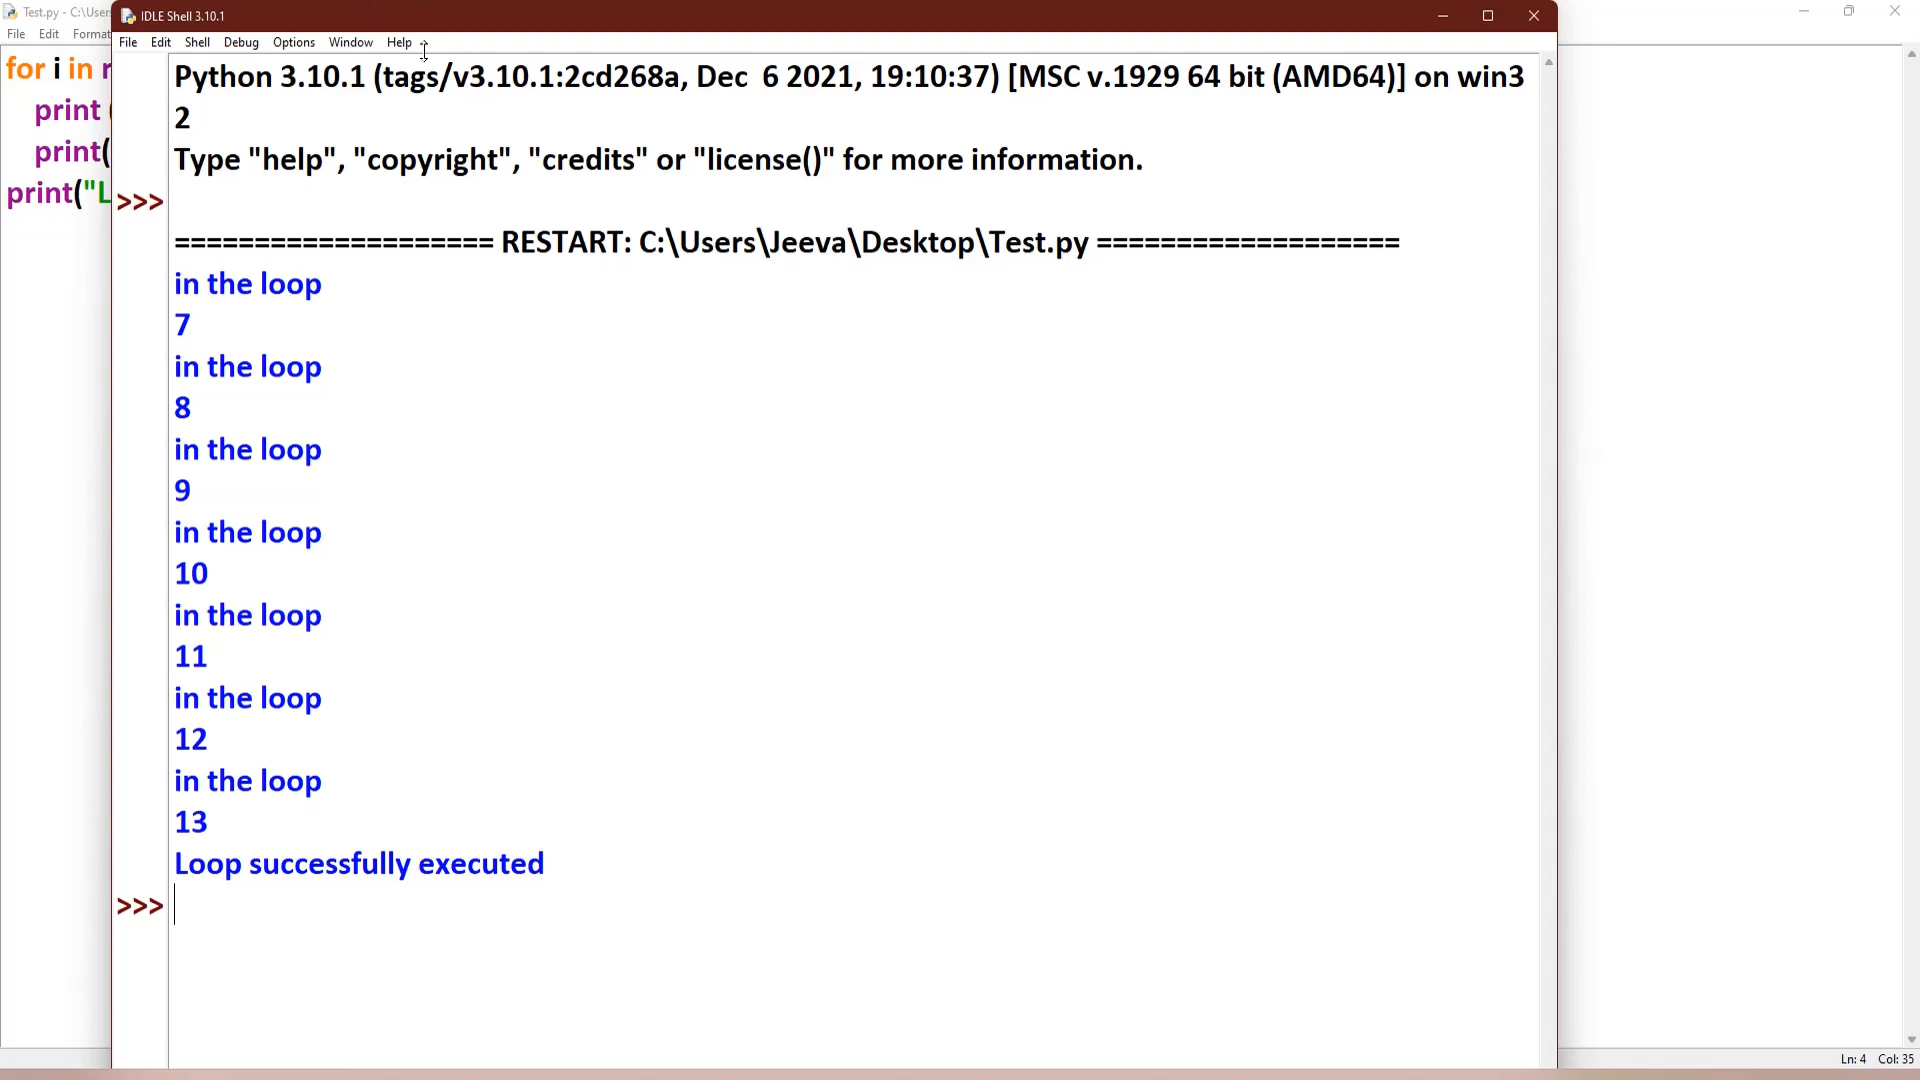 Test.py - C:\Users
IDLE Shell 3.10.1
File Edit Format
File Edit Shell Debug Options Window Help
for i in r
print (
print(
print("L
Python 3.10.1 (tags/v3.10.1:2cd268a, Dec  6 2021, 19:10:37) [MSC v.1929 64 bit (AMD64)] on win3
2
Type "help", "copyright", "credits" or "license()" for more information.
>>>
==================== RESTART: C:\Users\Jeeva\Desktop\Test.py ===================
in the loop
7
in the loop
8
in the loop
9
in the loop
10
in the loop
11
in the loop
12
in the loop
13
Loop successfully executed
>>>
Ln: 4 Col: 35